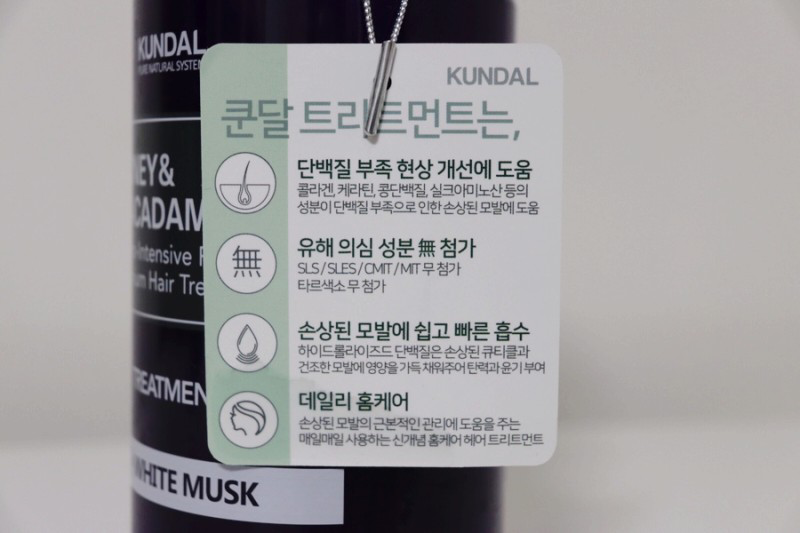 KUNDAL
PURE NATURAL SYSTEM
&
-Intensive
Hair
WHITE MUSK
KUNDAL
쿤달 트리트먼트는,
단백질 부족 현상 개선에 도움
콜라겐, 케라틴, 콩단백질, 실크아미노산 등의
성분이 단백질 부족으로 인한 손상된 모발에 도움
無
유해 의심 성분 無 첨가
SLS / SLES / CMIT / MIT 무 첨가
타르색소 무 첨가
손상된 모발에 쉽고 빠른 흡수
하이드롤라이즈드 단백질은 손상된 큐티클과
건조한 모발에 영양을 가득 채워주어 탄력과 윤기 부여
데일리 홈케어
손상된 모발의 근본적인 관리에 도움을 주는
매일매일 사용하는 신개념 홈케어 헤어 트리트먼트